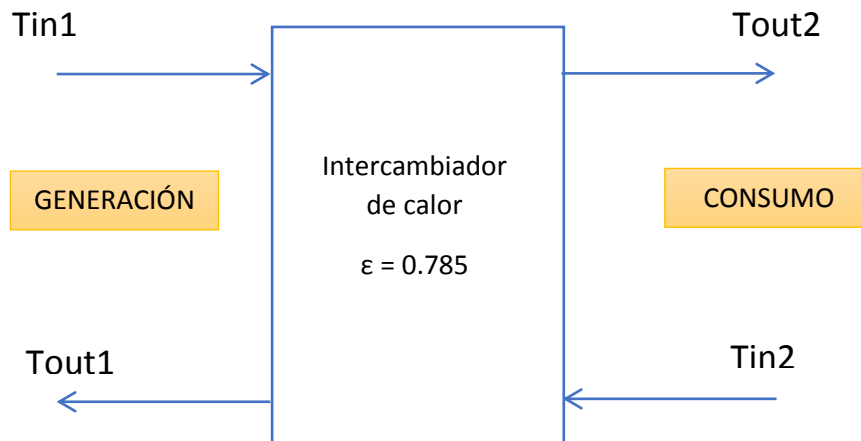 Tin1
Tout2
Intercambiador
de calor
GENERACIÓN
CONSUMO
ε = 0.785
Tout1
Tin2